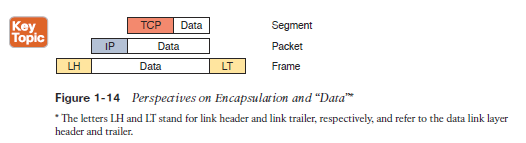 Key
Topic
TCP Data Segment
IP Data Packet
LH Data LT Frame
Figure 1-14 Perspectives on Encapsulation and “Data”*
* The letters LH and LT stand for link header and link trailer, respectively, and refer to the data link layer
header and trailer.